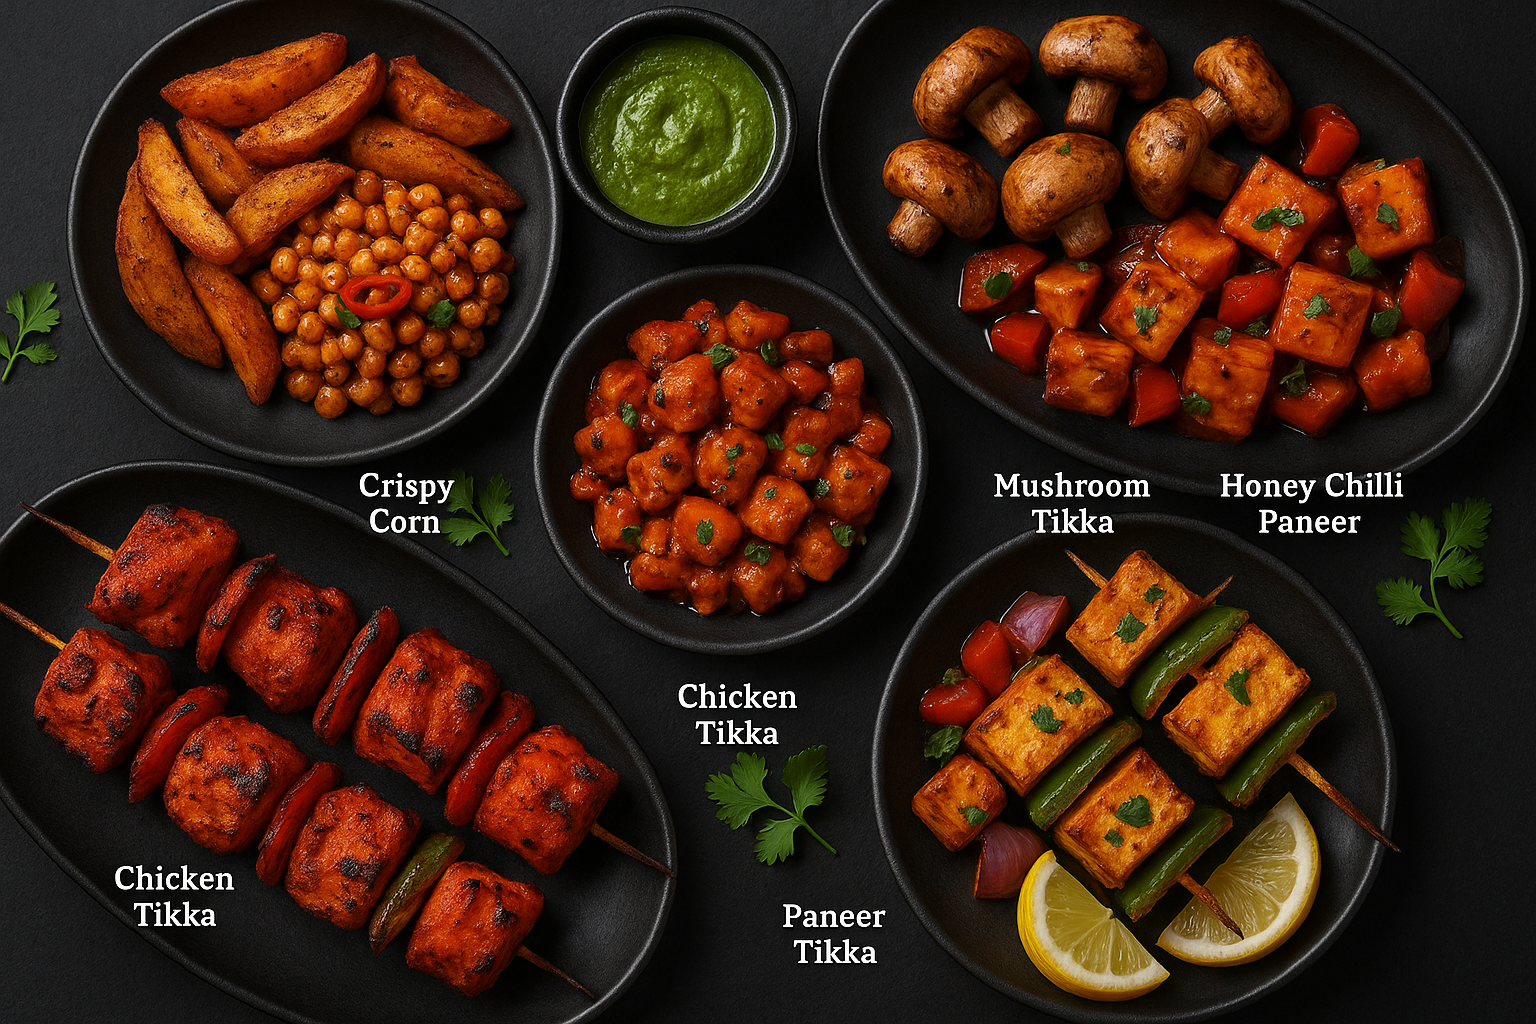 Crispy
Corn
Mushroom
Tikka
Honey Chilli
Paneer
Chicken
Tikka
Chicken
Tikka
Paneer
Tikka